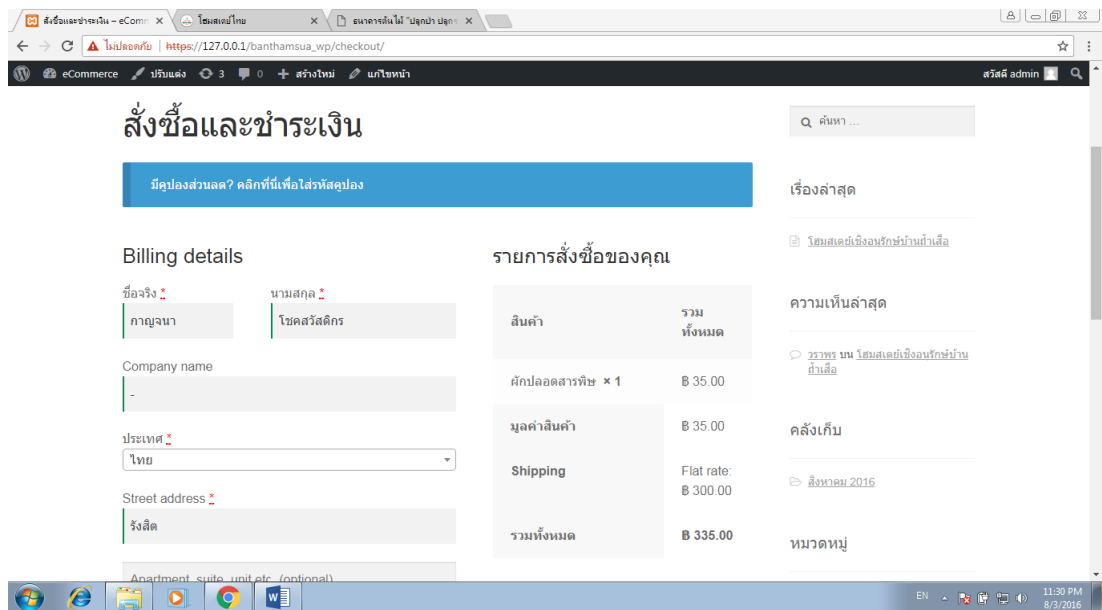 สั่งซื้อและชำระเงิน – eComm
โฮมสเตย์ไทย
ธนาคารต้นไม้ "ปลูกป่า ปลูกร
ไม่ปลอดภัย https://127.0.0.1/banthamsua_wp/checkout/
eCommerce ปรับแต่ง 3 0 สร้างใหม่ แก้ไขหน้า สวัสดี admin
สั่งซื้อและชำระเงิน
มีคูปองส่วนลด? คลิกที่นี่เพื่อใส่รหัสคูปอง
Billing details
ชื่อจริง * นามสกุล *
กาญจนา โชคสวัสดิกร
Company name
-
ประเทศ *
ไทย
Street address *
รังสิต
Apartment, suite, unit etc. (optional)
รายการสั่งซื้อของคุณ
สินค้า รวม
ทั้งหมด
ผักปลอดสารพิษ × 1 ฿ 35.00
มูลค่าสินค้า ฿ 35.00
Shipping Flat rate:
฿ 300.00
รวมทั้งหมด ฿ 335.00
ค้นหา …
เรื่องล่าสุด
โฮมสเตย์เชิงอนุรักษ์บ้านถ้ำเสือ
ความเห็นล่าสุด
วราพร บน โฮมสเตย์เชิงอนุรักษ์บ้าน
ถ้ำเสือ
คลังเก็บ
สิงหาคม 2016
หมวดหมู่
EN 11:30 PM
8/3/2016